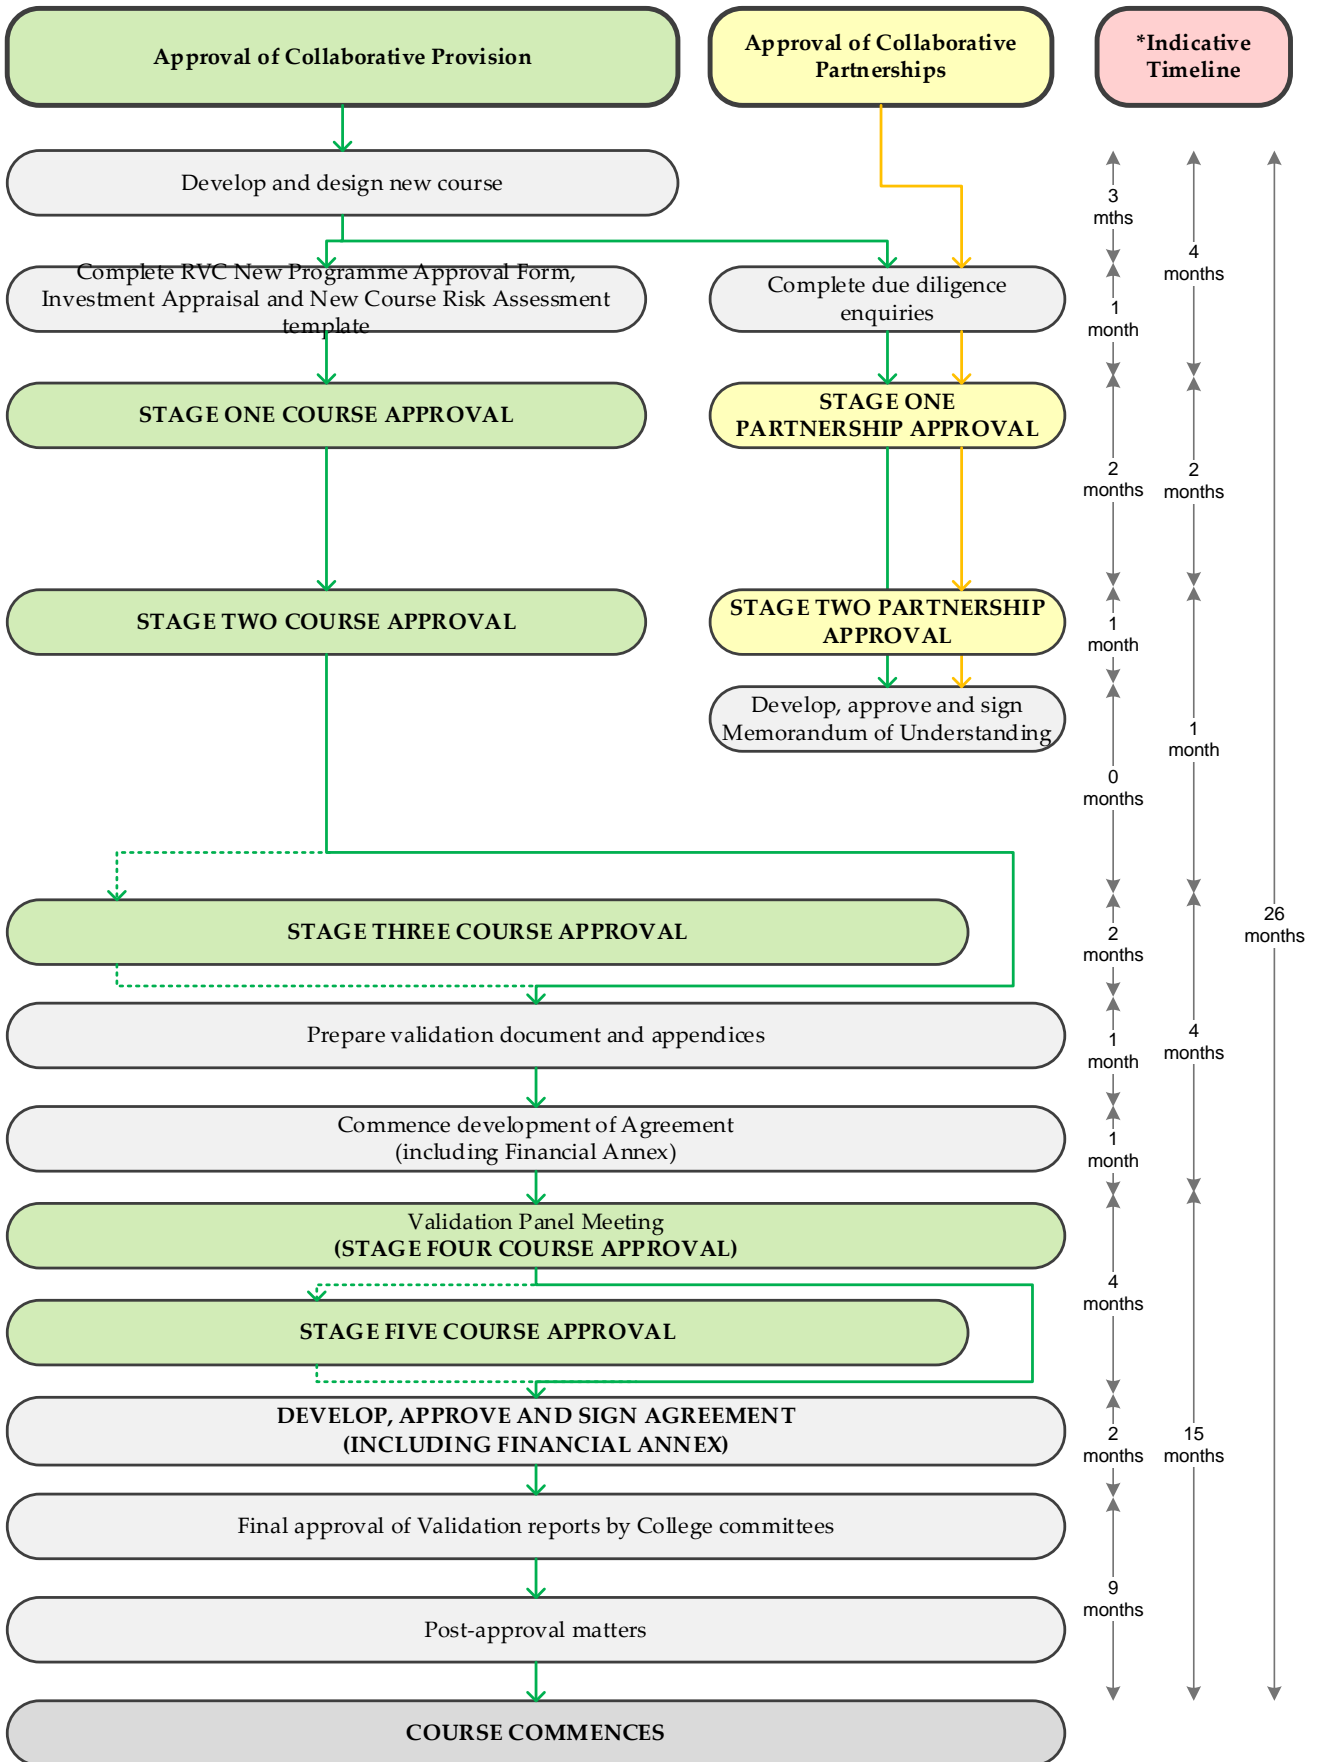 Approval of Collaborative Provision
Approval of Collaborative
Partnerships
*Indicative
Timeline
Develop and design new course
3
mths
4
months
Complete RVC New Programme Approval Form,
Investment Appraisal and New Course Risk Assessment
template
Complete due diligence
enquiries
1
month
STAGE ONE COURSE APPROVAL
STAGE ONE
PARTNERSHIP APPROVAL
2
months
2
months
STAGE TWO COURSE APPROVAL
STAGE TWO PARTNERSHIP
APPROVAL
1
month
Develop, approve and sign
Memorandum of Understanding
1
month
0
months
STAGE THREE COURSE APPROVAL
2
months
26
months
Prepare validation document and appendices
1
month
4
months
Commence development of Agreement
(including Financial Annex)
1
month
Validation Panel Meeting
(STAGE FOUR COURSE APPROVAL)
4
months
STAGE FIVE COURSE APPROVAL
DEVELOP, APPROVE AND SIGN AGREEMENT
(INCLUDING FINANCIAL ANNEX)
2
months
15
months
Final approval of Validation reports by College committees
9
months
Post-approval matters
COURSE COMMENCES